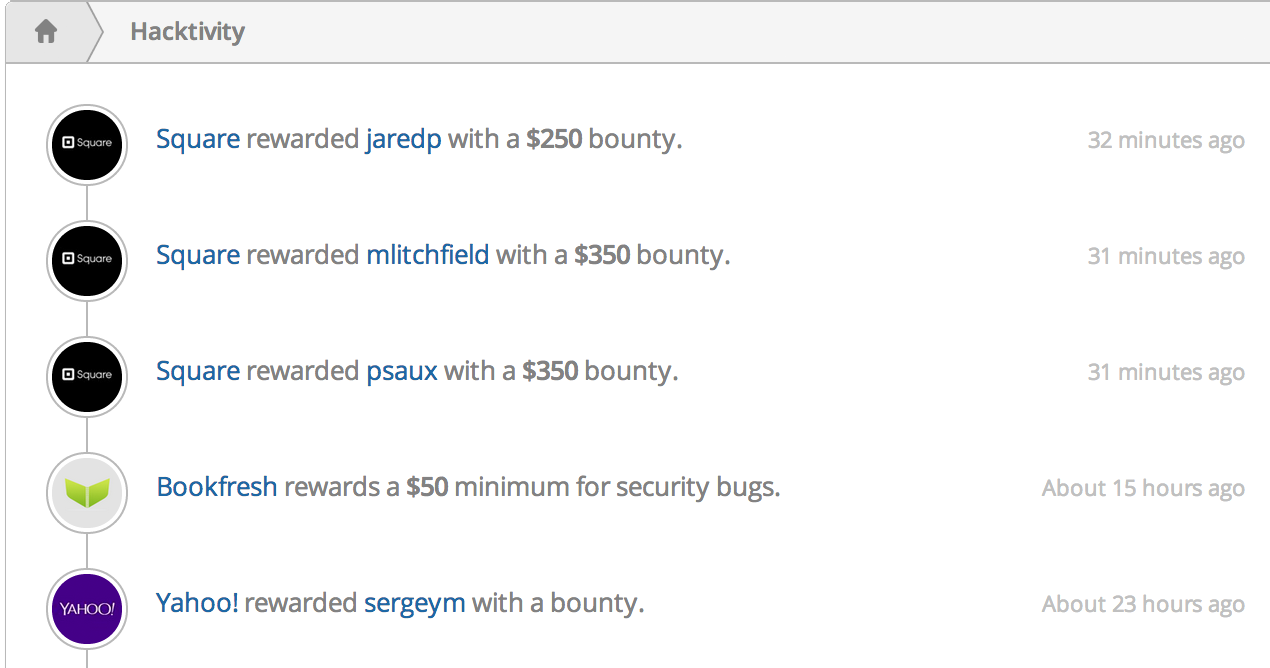 Hacktivity
Square
Square rewarded jaredp with a $250 bounty.
32 minutes ago
Square
Square rewarded mlitchfield with a $350 bounty.
31 minutes ago
Square
Square rewarded psaux with a $350 bounty.
31 minutes ago
Bookfresh rewards a $50 minimum for security bugs.
About 15 hours ago
YAHOO!
Yahoo! rewarded sergeym with a bounty.
About 23 hours ago